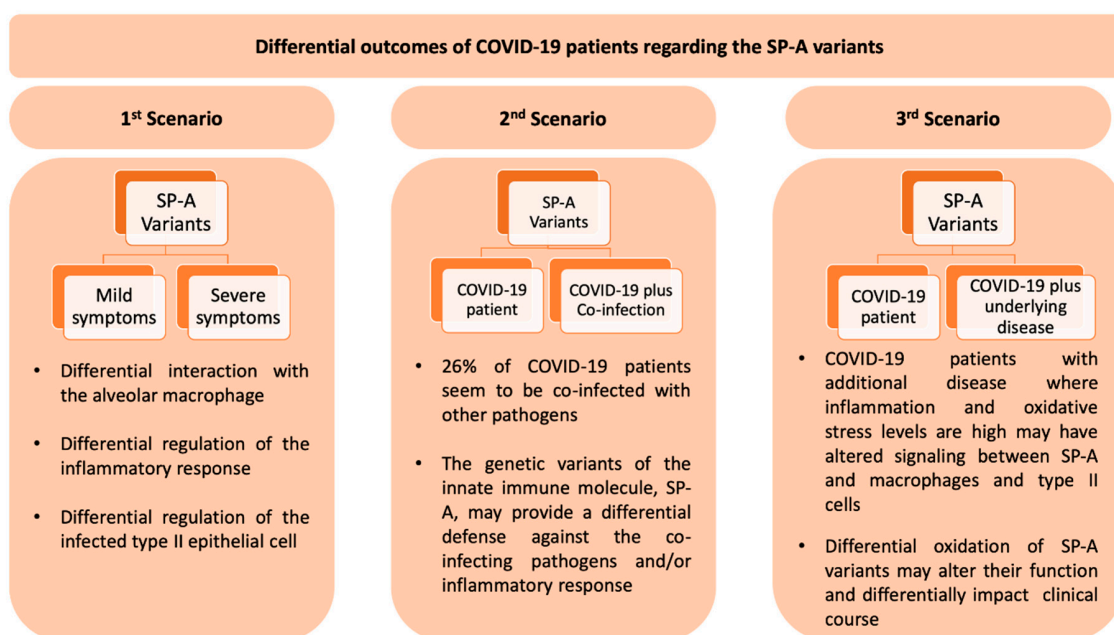 Differential outcomes of COVID-19 patients regarding the SP-A variants
1st Scenario
SP-A
Variants
Mild
symptoms
Severe
symptoms
• Differential interaction with
the alveolar macrophage
• Differential regulation of the
inflammatory response
• Differential regulation of the
infected type II epithelial cell
2nd Scenario
SP-A
Variants
COVID-19
patient
COVID-19 plus
Co-infection
• 26% of COVID-19 patients
seem to be co-infected with
other pathogens
• The genetic variants of the
innate immune molecule, SP-
A, may provide a differential
defense against the co-
infecting pathogens and/or
inflammatory response
3rd Scenario
SP-A
Variants
COVID-19
patient
COVID-19 plus
underlying
disease
• COVID-19 patients with
additional disease where
inflammation and oxidative
stress levels are high may have
altered signaling between SP-A
and macrophages and type II
cells
• Differential oxidation of SP-A
variants may alter their function
and differentially impact clinical
course